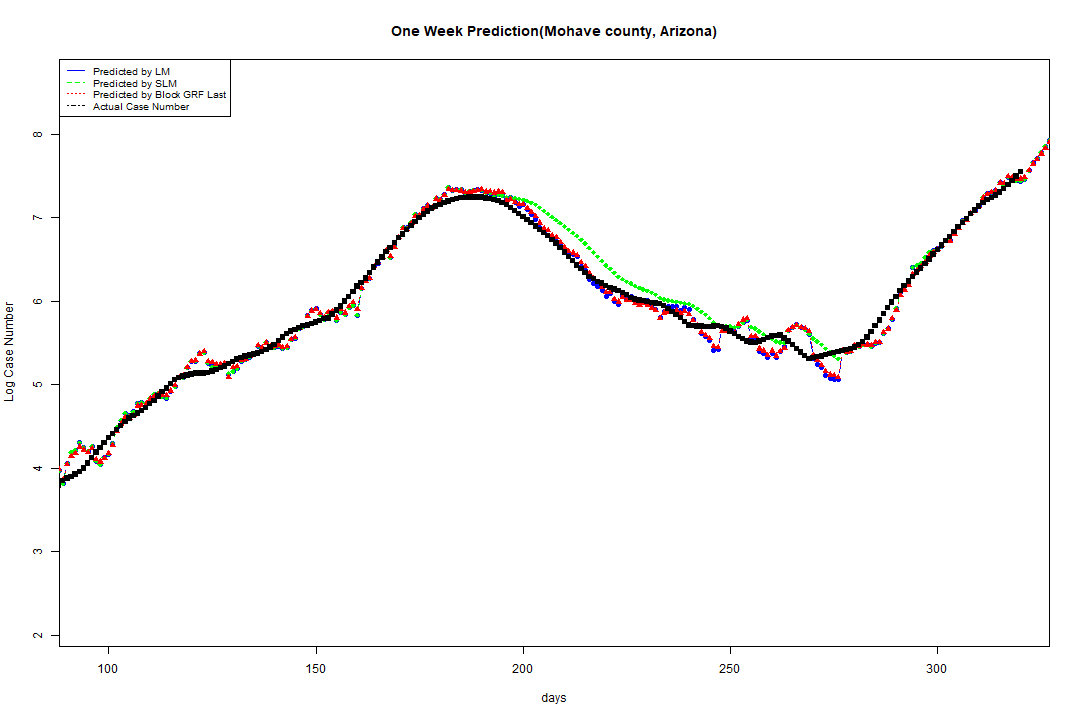 One Week Prediction(Mohave county, Arizona)
Predicted by LM
Predicted by SLM
Predicted by Block GRF Last
Actual Case Number
8
7
6
5
4
3
2
Log Case Number
100 150 200 250 300
days